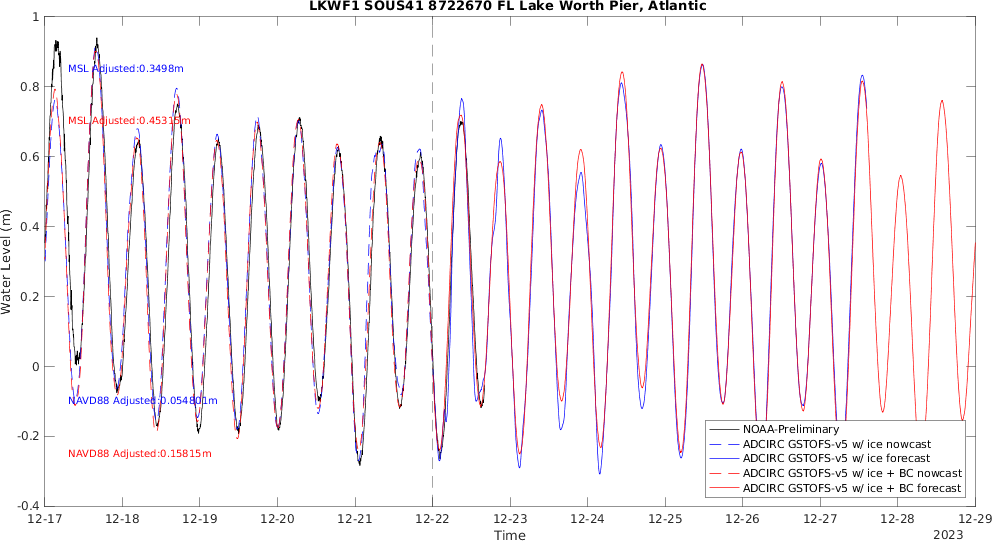 LKWF1 SOUS41 8722670 FL Lake Worth Pier, Atlantic
Water Level (m)
1
0.8
0.6
0.4
0.2
0
-0.2
-0.4
MSL Adjusted:0.3498m
MSL Adjusted:0.45315m
NAVD88 Adjusted:0.054801m
NAVD88 Adjusted:0.15815m
NOAA-Preliminary
ADCIRC GSTOFS-v5 w/ ice nowcast
ADCIRC GSTOFS-v5 w/ ice forecast
ADCIRC GSTOFS-v5 w/ ice + BC nowcast
ADCIRC GSTOFS-v5 w/ ice + BC forecast
12-17 12-18 12-19 12-20 12-21 12-22 12-23 12-24 12-25 12-26 12-27 12-28 12-29
Time
2023